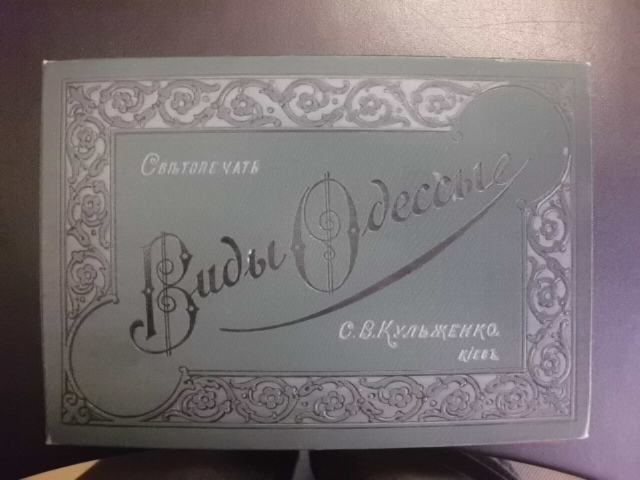 Свѣтопечать
Виды Одессы
С. В. Кульженко.
Кіевъ